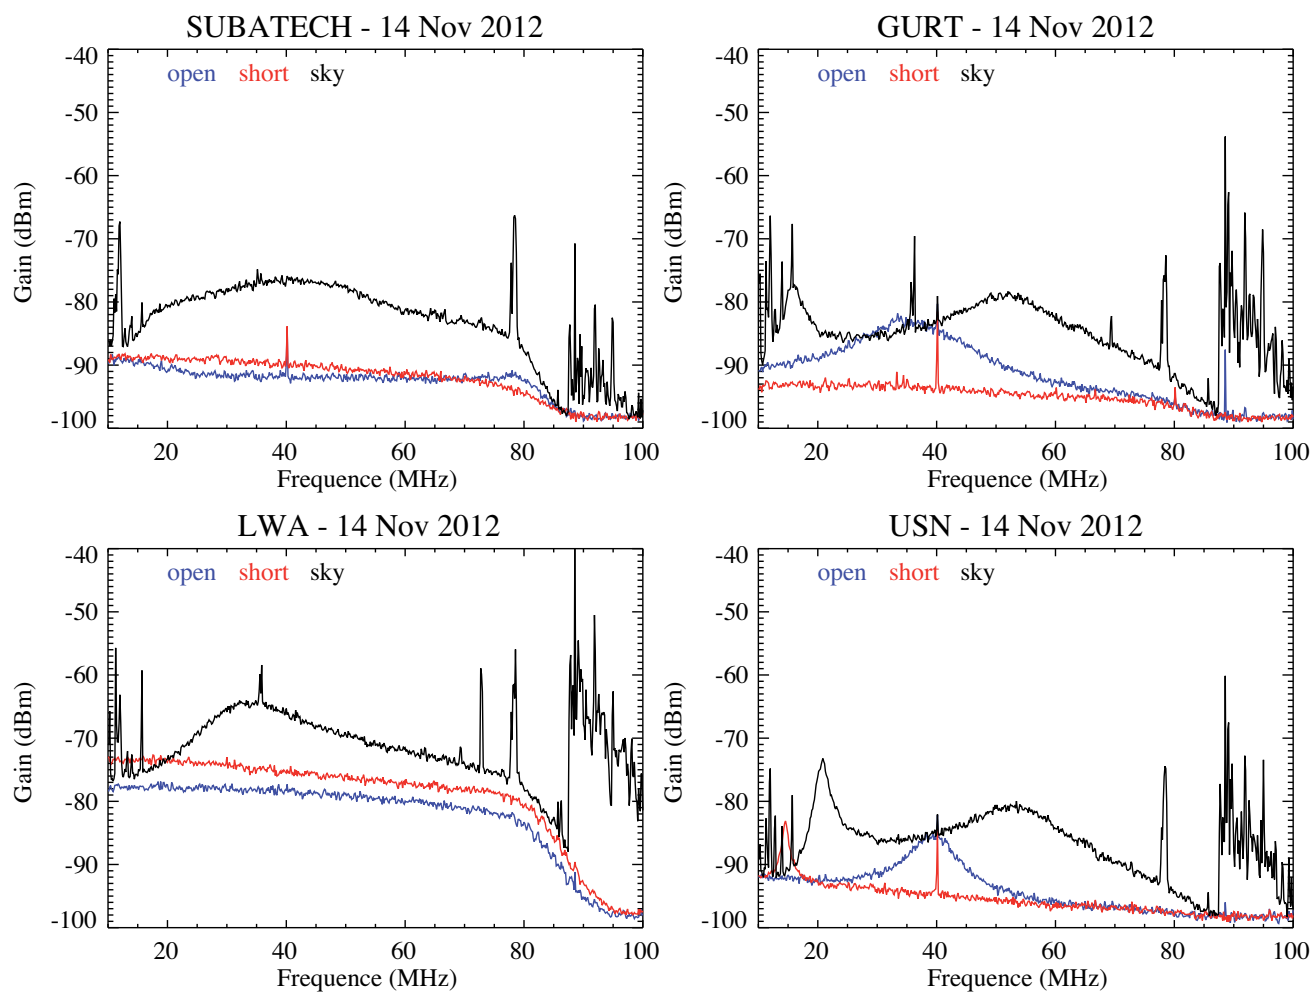 SUBATECH - 14 Nov 2012
open short sky
-40
-50
-60
-70
-80
-90
-100
Gain (dBm)
20 40 60 80 100
Frequence (MHz)
GURT - 14 Nov 2012
open short sky
-40
-50
-60
-70
-80
-90
-100
Gain (dBm)
20 40 60 80 100
Frequence (MHz)
LWA - 14 Nov 2012
open short sky
-40
-50
-60
-70
-80
-90
-100
Gain (dBm)
20 40 60 80 100
Frequence (MHz)
USN - 14 Nov 2012
open short sky
-40
-50
-60
-70
-80
-90
-100
Gain (dBm)
20 40 60 80 100
Frequence (MHz)